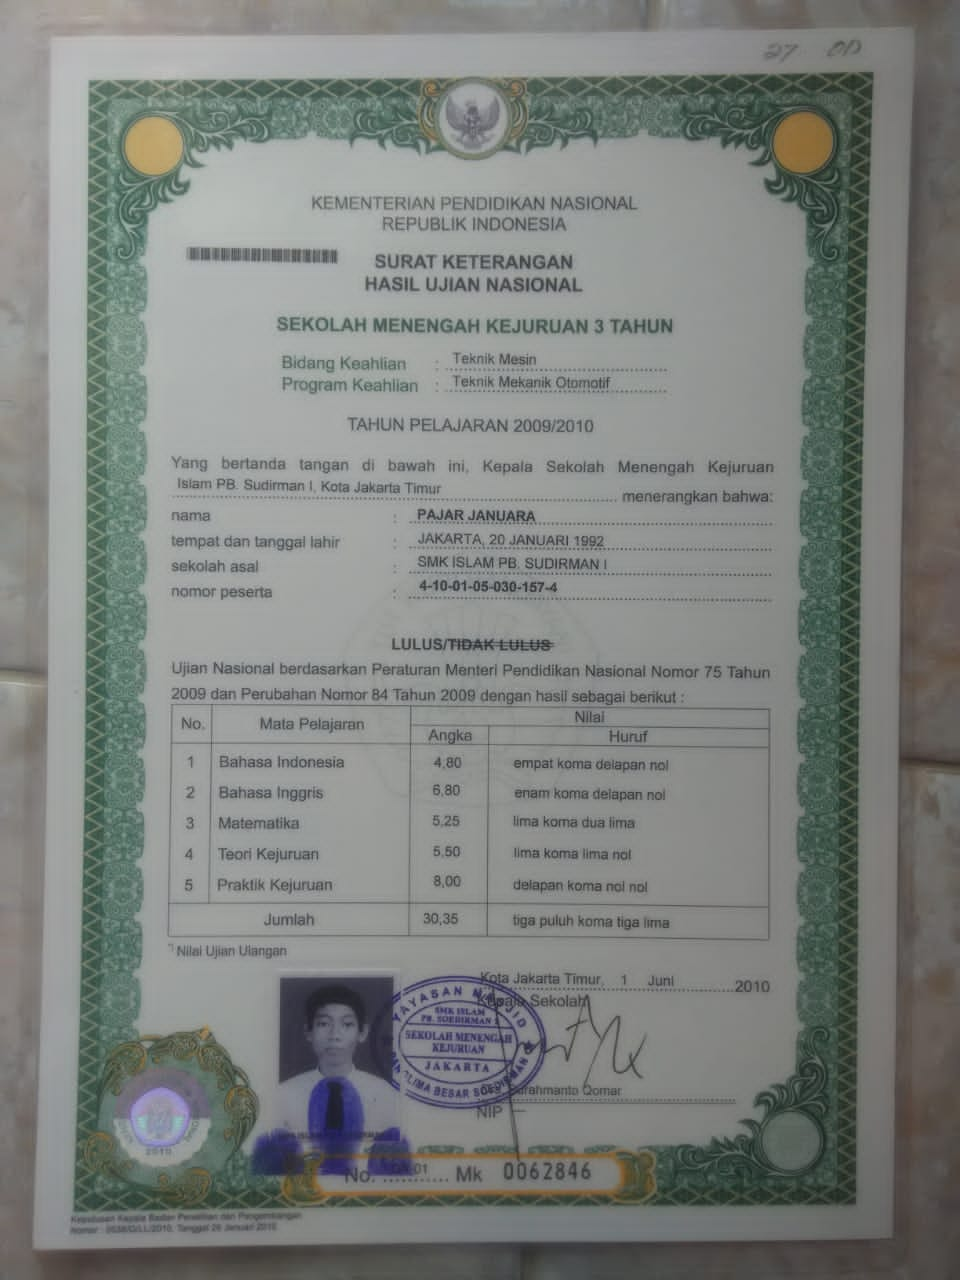 27 OD
KEMENTERIAN PENDIDIKAN NASIONAL
REPUBLIK INDONESIA
SURAT KETERANGAN
HASIL UJIAN NASIONAL
SEKOLAH MENENGAH KEJURUAN 3 TAHUN
Bidang Keahlian : Teknik Mesin
Program Keahlian : Teknik Mekanik Otomotif
TAHUN PELAJARAN 2009/2010
Yang bertanda tangan di bawah ini, Kepala Sekolah Menengah Kejuruan
Islam PB. Sudirman I, Kota Jakarta Timur menerangkan bahwa:
nama : PAJAR JANUARA
tempat dan tanggal lahir : JAKARTA, 20 JANUARI 1992
sekolah asal : SMK ISLAM PB. SUDIRMAN I
nomor peserta : 4-10-01-05-030-157-4
LULUS/TIDAK LULUS
Ujian Nasional berdasarkan Peraturan Menteri Pendidikan Nasional Nomor 75 Tahun
2009 dan Perubahan Nomor 84 Tahun 2009 dengan hasil sebagai berikut :
No. Mata Pelajaran Nilai
Angka Huruf
1 Bahasa Indonesia 4,80 empat koma delapan nol
2 Bahasa Inggris 6,80 enam koma delapan nol
3 Matematika 5,25 lima koma dua lima
4 Teori Kejuruan 5,50 lima koma lima nol
5 Praktik Kejuruan 8,00 delapan koma nol nol
Jumlah 30,35 tiga puluh koma tiga lima
*) Nilai Ujian Ulangan
Kota Jakarta Timur, 1 Juni 2010
Kepala Sekolah
YAYASAN MASJID
SMK ISLAM
PB. SOEDIRMAN 1
SEKOLAH MENENGAH
KEJURUAN
JAKARTA
PANGLIMA BESAR SOEDIRMAN
Qomar
NIP
2010
No. -01 Mk 0062846
Keputusan Kepala Badan Penelitian dan Pengembangan
Tanggal 26 Januari 2010